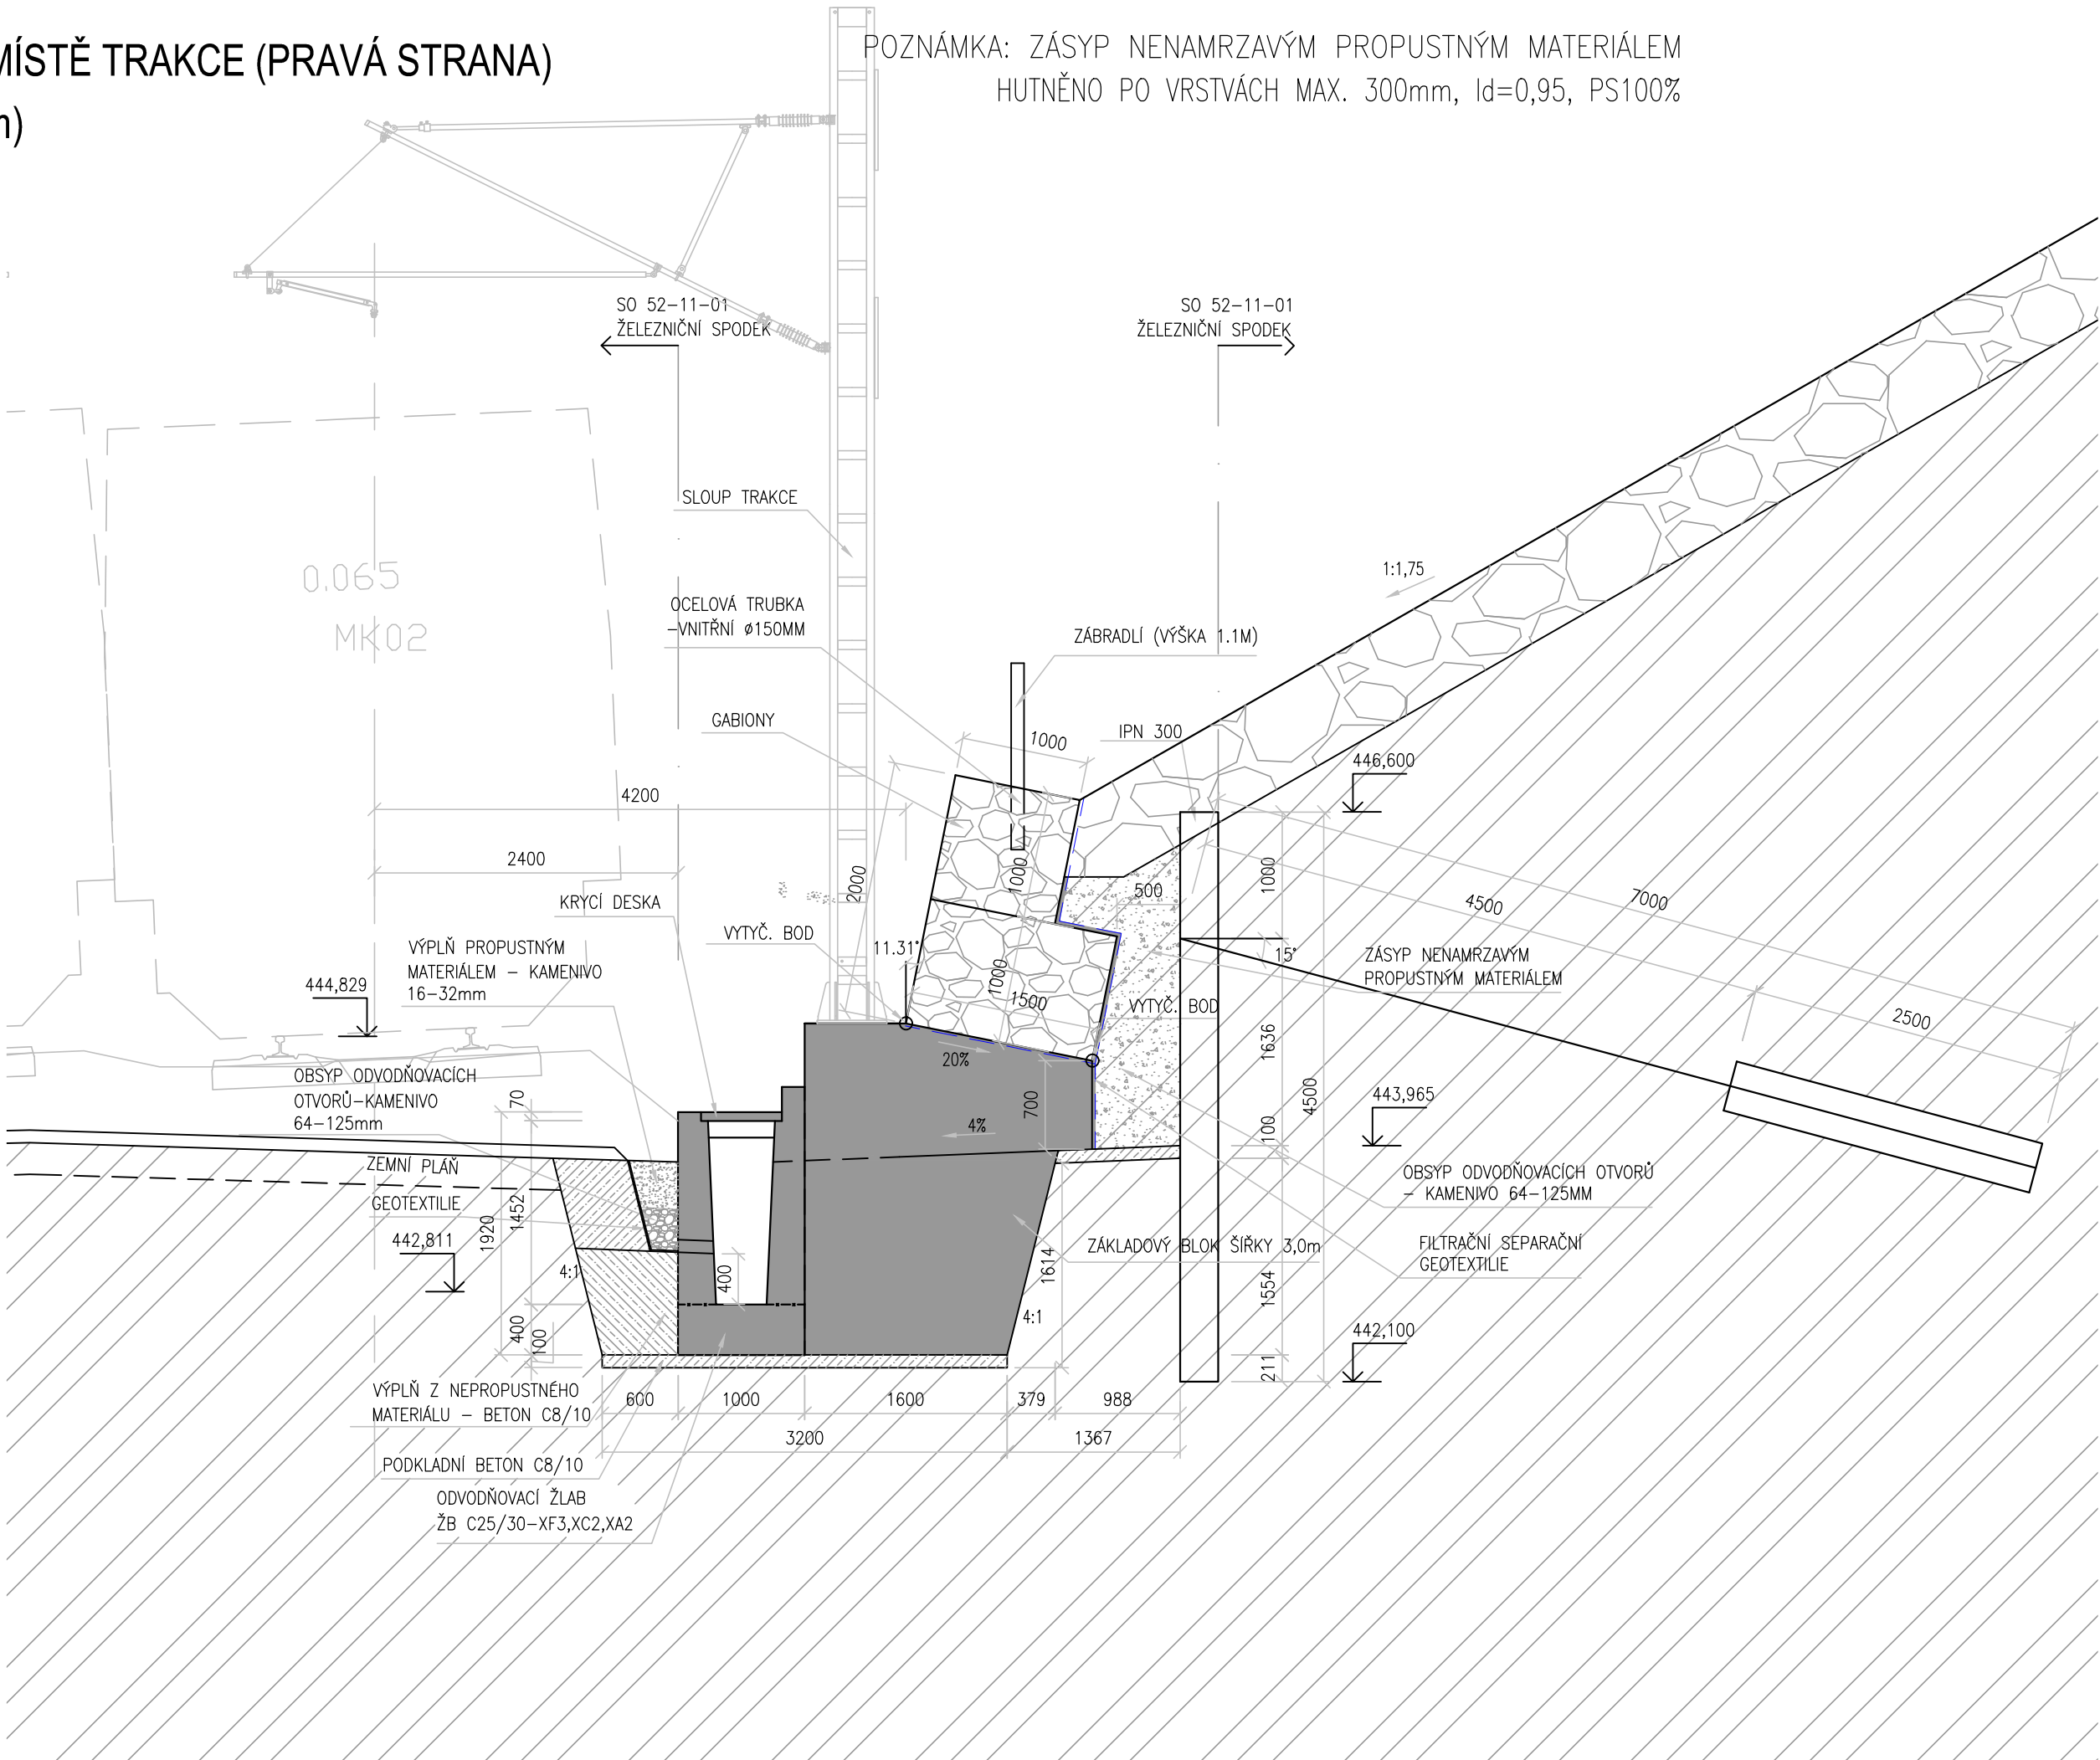 MÍSTĚ TRAKCE (PRAVÁ STRANA)
POZNÁMKA: ZÁSYP NENAMRZAVÝM PROPUSTNÝM MATERIÁLEM
HUTNĚNO PO VRSTVÁCH MAX. 300mm, Id=0,95, PS100%
SO 52-11-01
ŽELEZNIČNÍ SPODEK
SO 52-11-01
ŽELEZNIČNÍ SPODEK
SLOUP TRAKCE
0.065
MK02
1:1,75
OCELOVÁ TRUBKA
-VNITŘNÍ ø150MM
ZÁBRADLÍ (VÝŠKA 1.1M)
GABIONY
1000
IPN 300
446,600
4200
2400
2000
1000
500
1000
4500
7000
KRYCÍ DESKA
VYTYČ. BOD
11.31°
15°
VÝPLŇ PROPUSTNÝM
MATERIÁLEM - KAMENIVO
16-32mm
ZÁSYP NENAMRZAVÝM
PROPUSTNÝM MATERIÁLEM
444,829
1000
1500
VYTYČ. BOD
1636
2500
20%
OBSYP ODVODŇOVACÍCH
OTVORŮ-KAMENIVO
64-125mm
70
700
4%
4500
443,965
100
ZEMNÍ PLÁŇ
GEOTEXTILIE
1920
1452
OBSYP ODVODŇOVACÍCH OTVORŮ
- KAMENIVO 64-125MM
442,811
4:1
400
ZÁKLADOVÝ BLOK ŠÍŘKY 3,0m
1614
1554
FILTRAČNÍ SEPARAČNÍ
GEOTEXTILIE
400
100
4:1
442,100
211
VÝPLŇ Z NEPROPUSTNÉHO
MATERIÁLU - BETON C8/10
600
1000
1600
379
988
3200
1367
PODKLADNÍ BETON C8/10
ODVODŇOVACÍ ŽLAB
ŽB C25/30-XF3,XC2,XA2